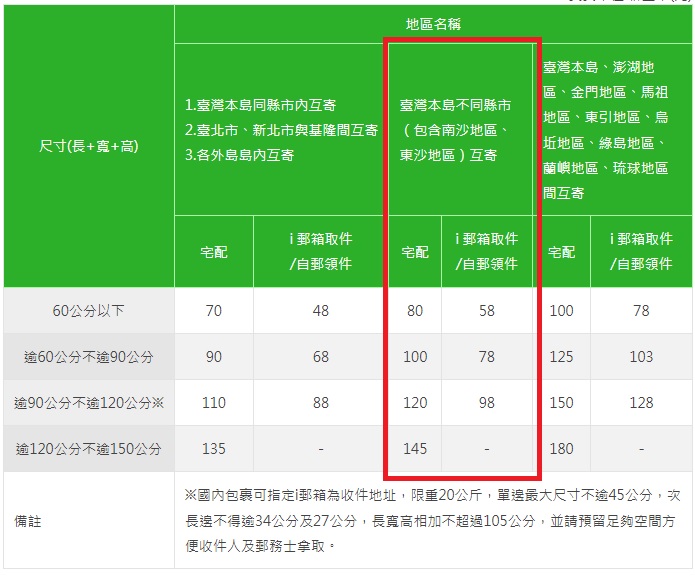 地區名稱
尺寸(長+寬+高)
1.臺灣本島同縣市內互寄
2.臺北市、新北市與基隆間互寄
3.各外島島內互寄
臺灣本島不同縣市
（包含南沙地區、
東沙地區）互寄
臺灣本島、澎湖地
區、金門地區、馬祖
地區、東引地區、烏
坵地區、綠島地區、
蘭嶼地區、琉球地區
間互寄
宅配 i 郵箱取件 宅配 i 郵箱取件 宅配 i 郵箱取件
/自郵領件 /自郵領件 /自郵領件
60公分以下 70 48 80 58 100 78
逾60公分不逾90公分 90 68 100 78 125 103
逾90公分不逾120公分※ 110 88 120 98 150 128
逾120公分不逾150公分 135 - 145 - 180 -
備註
※國內包裹可指定i郵箱為收件地址，限重20公斤，單邊最大尺寸不逾45公分，次
長邊不得逾34公分及27公分，長寬高相加不超過105公分，並請預留足夠空間方
便收件人及郵務士拿取。